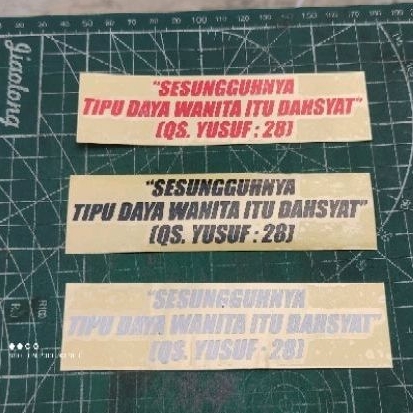 "SESUNGGUHNYA
TIPU DAYA WANITA ITU DAHSYAT"
(QS. YUSUF : 28)
"SESUNGGUHNYA
TIPU DAYA WANITA ITU DAHSYAT"
(QS. YUSUF : 28)
"SESUNGGUHNYA
TIPU DAYA WANITA ITU DAHSYAT"
(QS. YUSUF : 28)